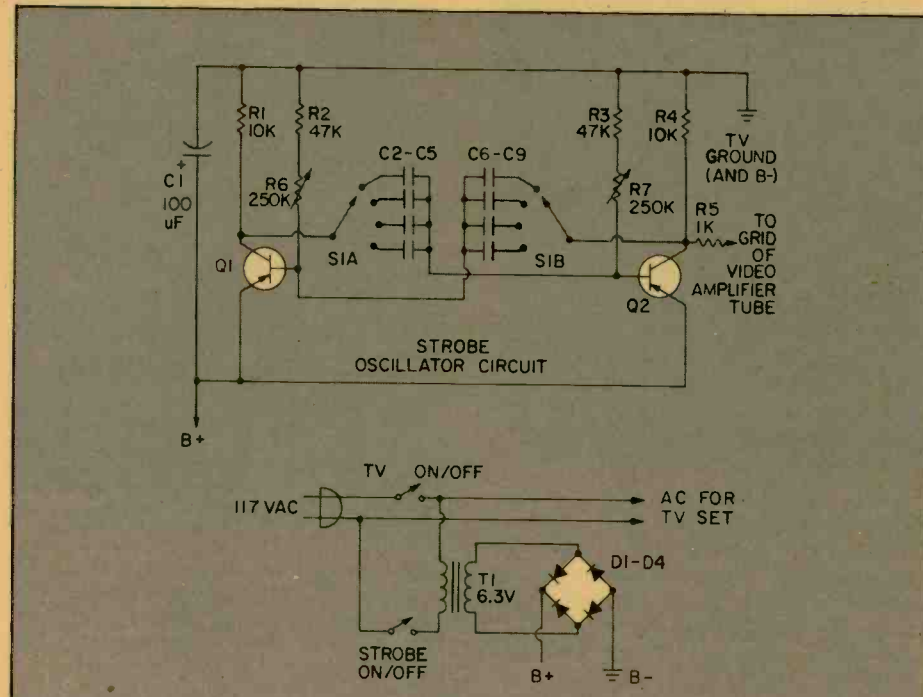 R1
10K
R2
47K
R3
47K
R4
10K
C1
+
100
uF
R6
250K
C2-C5
C6-C9
R7
250K
TV
GROUND
(AND B-)
R5
1K
TO
GRID
OF
VIDEO
AMPLIFIER
TUBE
Q1
S1A
S1B
Q2
STROBE
OSCILLATOR CIRCUIT
B+
TV ON/OFF
117 VAC
AC FOR
TV SET
T1
6.3V
D1-D4
STROBE
ON/OFF
B+
B-